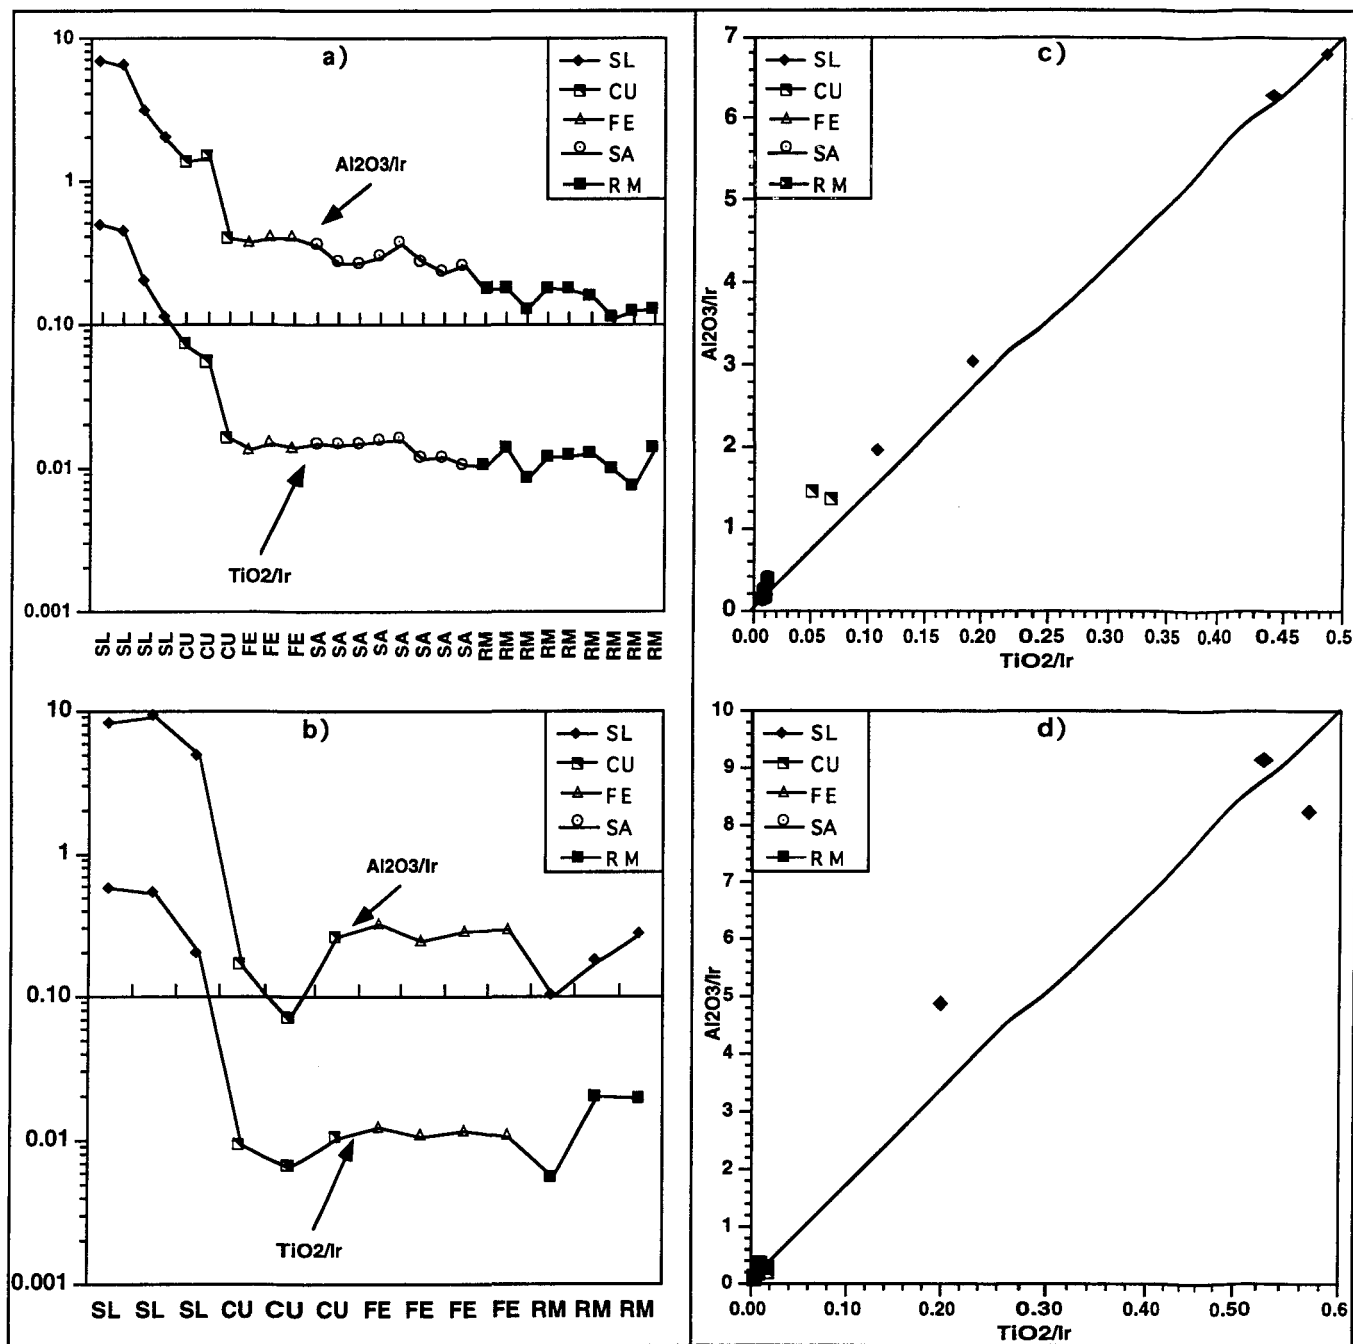 a)
10
1
0.10
0.01
0.001
SL
CU
FE
SA
RM
Al2O3/Ir
TiO2/Ir
SL SL SL SL CU CU CU FE FE FE SA SA SA SA SA SA SA SA RM RM RM RM RM RM RM RM RM
c)
7
6
5
4
3
2
1
0
SL
CU
FE
SA
RM
Al2O3/Ir
0.00 0.05 0.10 0.15 0.20 0.25 0.30 0.35 0.40 0.45 0.5
TiO2/Ir
b)
10
1
0.10
0.01
0.001
SL
CU
FE
SA
RM
Al2O3/Ir
TiO2/Ir
SL SL SL CU CU CU FE FE FE FE RM RM RM
d)
10
9
8
7
6
5
4
3
2
1
0
SL
CU
FE
SA
RM
Al2O3/Ir
0.00 0.10 0.20 0.30 0.40 0.50 0.6
TiO2/Ir